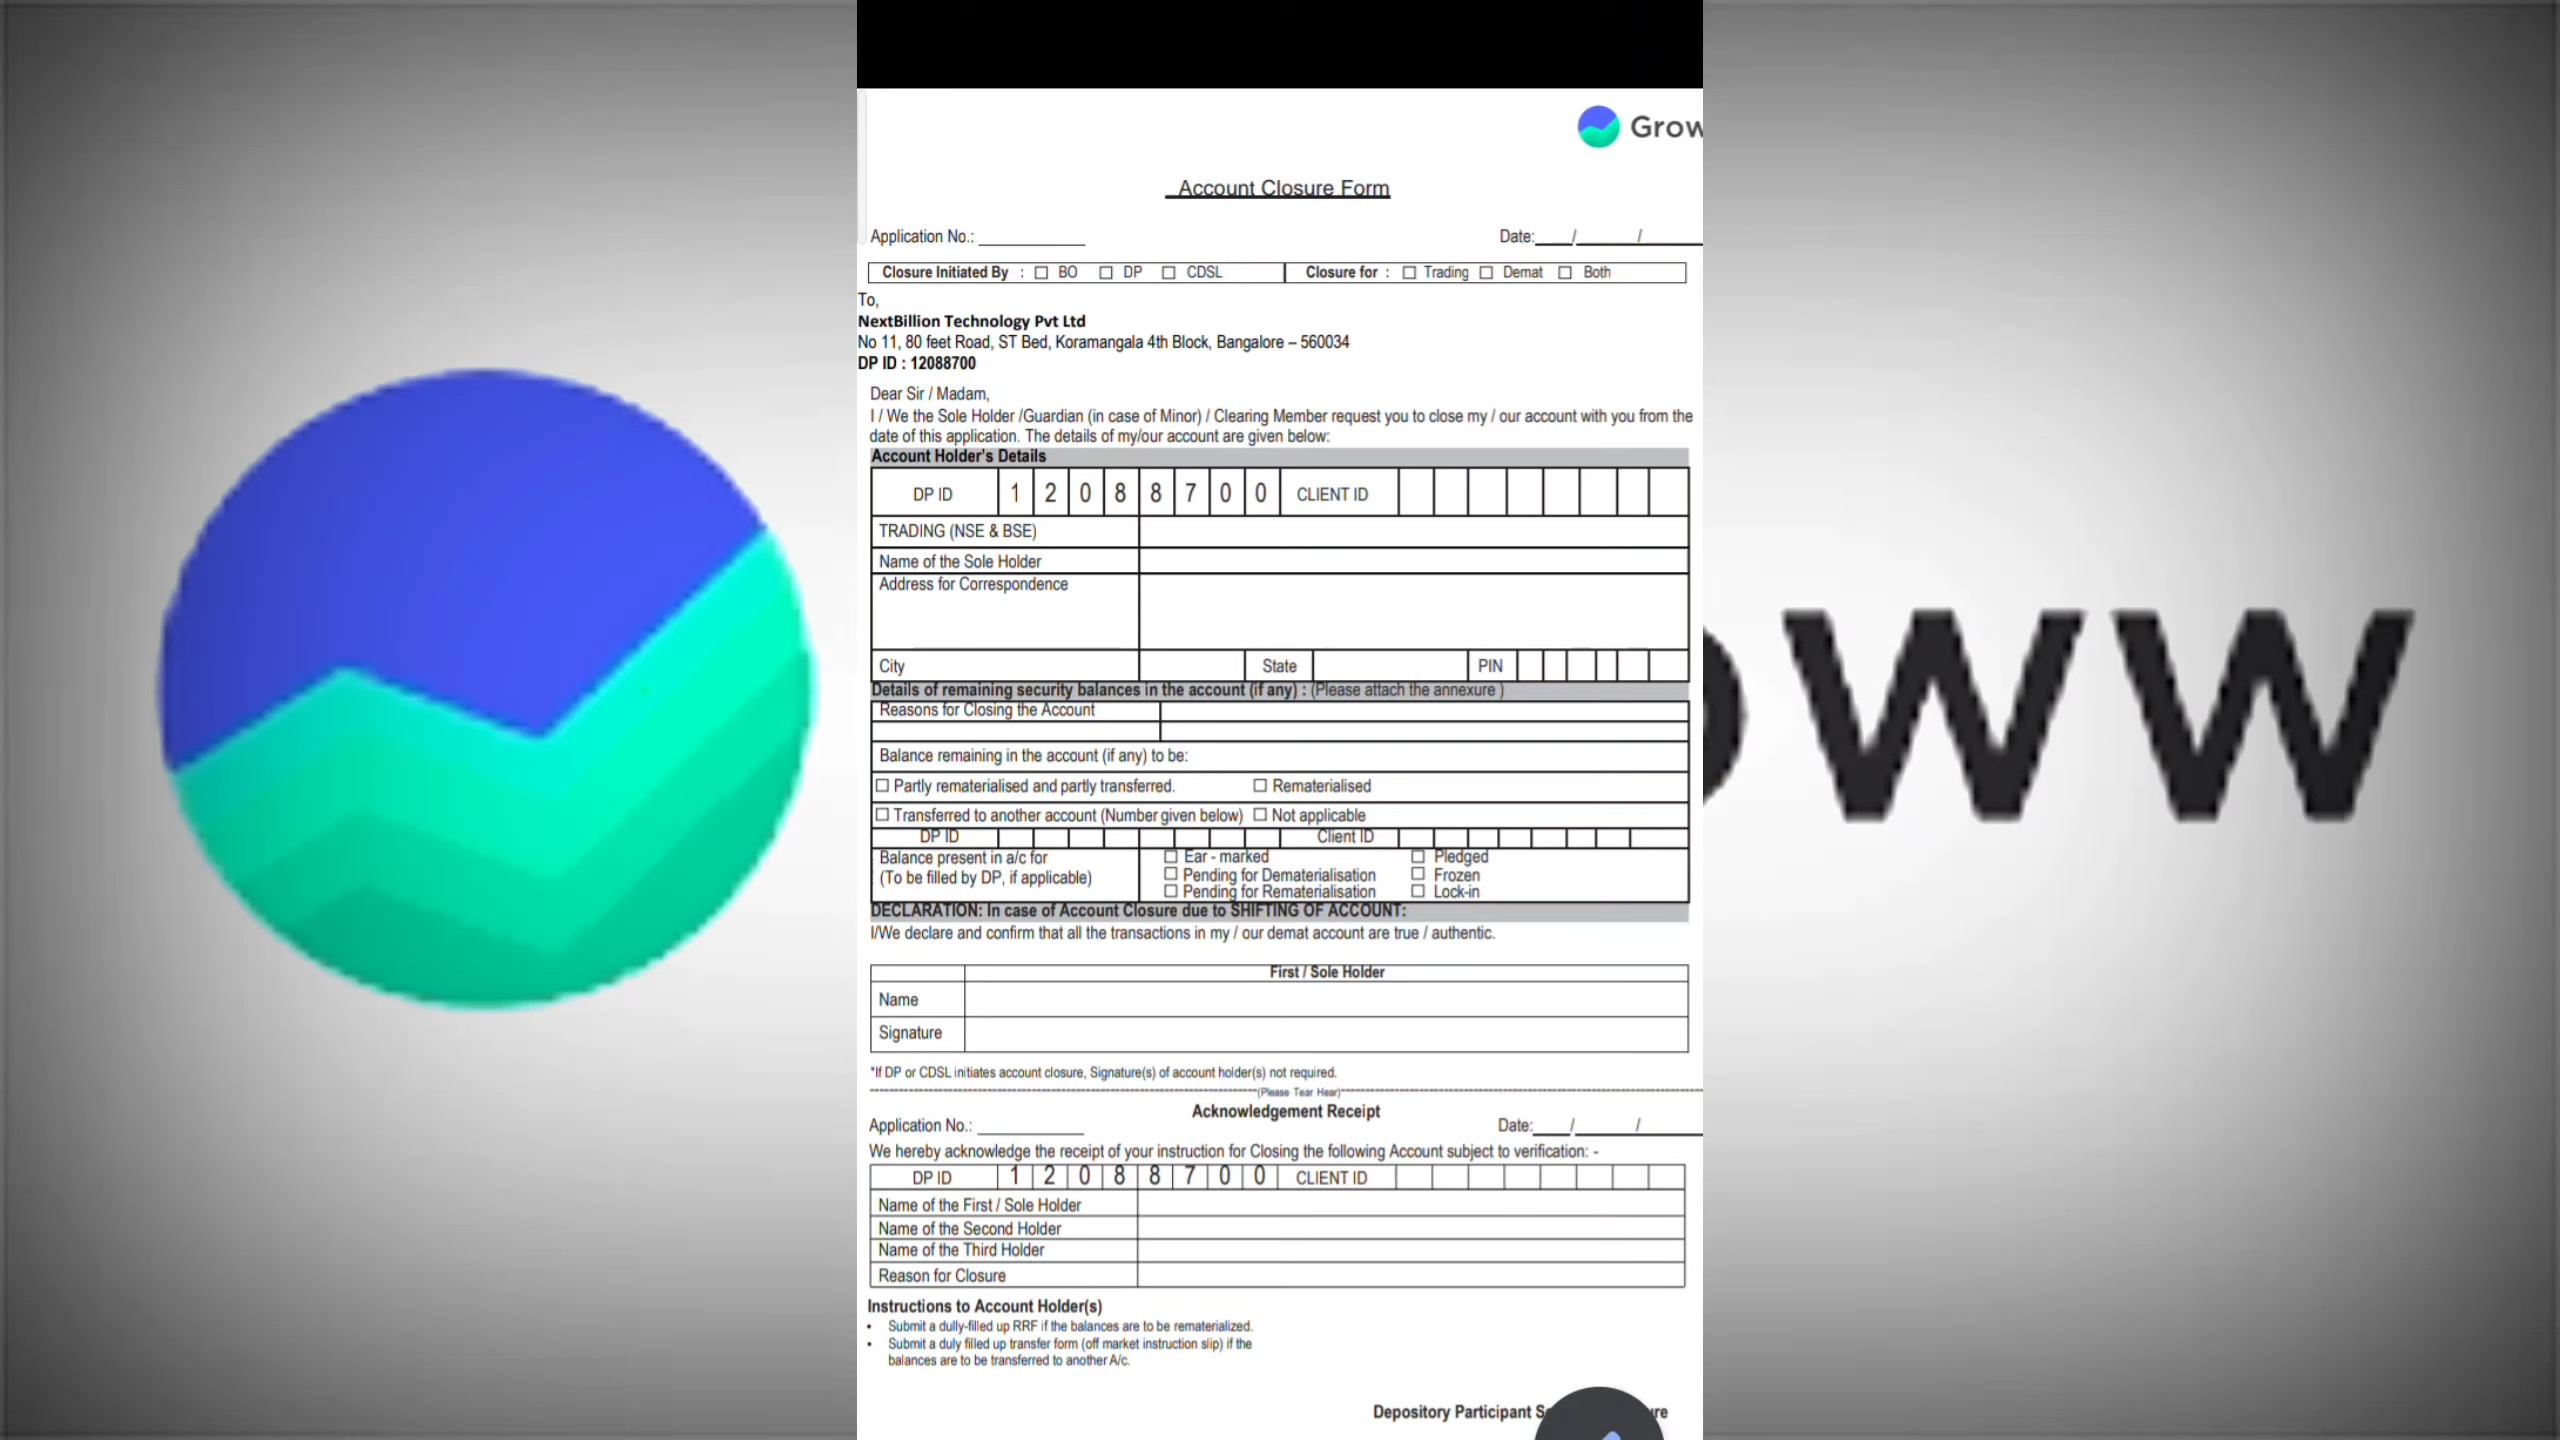 Grow
Account Closure Form
Application No.: ___________ Date:____/_______/_______
Closure Initiated By : ☐ BO ☐ DP ☐ CDSL Closure for : ☐ Trading ☐ Demat ☐ Both
To,
NextBillion Technology Pvt Ltd
No 11, 80 feet Road, ST Bed, Koramangala 4th Block, Bangalore – 560034
DP ID : 12088700
Dear Sir / Madam,
I / We the Sole Holder /Guardian (in case of Minor) / Clearing Member request you to close my / our account with you from the
date of this application. The details of my/our account are given below:
Account Holder's Details
DP ID 1 2 0 8 8 7 0 0 CLIENT ID
TRADING (NSE & BSE)
Name of the Sole Holder
Address for Correspondence
City State PIN
Details of remaining security balances in the account (if any) : (Please attach the annexure )
Reasons for Closing the Account
Balance remaining in the account (if any) to be:
☐ Partly rematerialised and partly transferred. ☐ Rematerialised
☐ Transferred to another account (Number given below) ☐ Not applicable
DP ID Client ID
Balance present in a/c for
(To be filled by DP, if applicable)
☐ Ear - marked ☐ Pledged
☐ Pending for Dematerialisation ☐ Frozen
☐ Pending for Rematerialisation ☐ Lock-in
DECLARATION: In case of Account Closure due to SHIFTING OF ACCOUNT:
I/We declare and confirm that all the transactions in my / our demat account are true / authentic.
First / Sole Holder
Name
Signature
*If DP or CDSL initiates account closure, Signature(s) of account holder(s) not required.
(Please Tear Hear)
Acknowledgement Receipt
Application No.: ___________ Date:____/_______/_______
We hereby acknowledge the receipt of your instruction for Closing the following Account subject to verification: -
DP ID 1 2 0 8 8 7 0 0 CLIENT ID
Name of the First / Sole Holder
Name of the Second Holder
Name of the Third Holder
Reason for Closure
Instructions to Account Holder(s)
• Submit a dully-filled up RRF if the balances are to be rematerialized.
• Submit a duly filled up transfer form (off market instruction slip) if the
balances are to be transferred to another A/c.
Depository Participant
oww